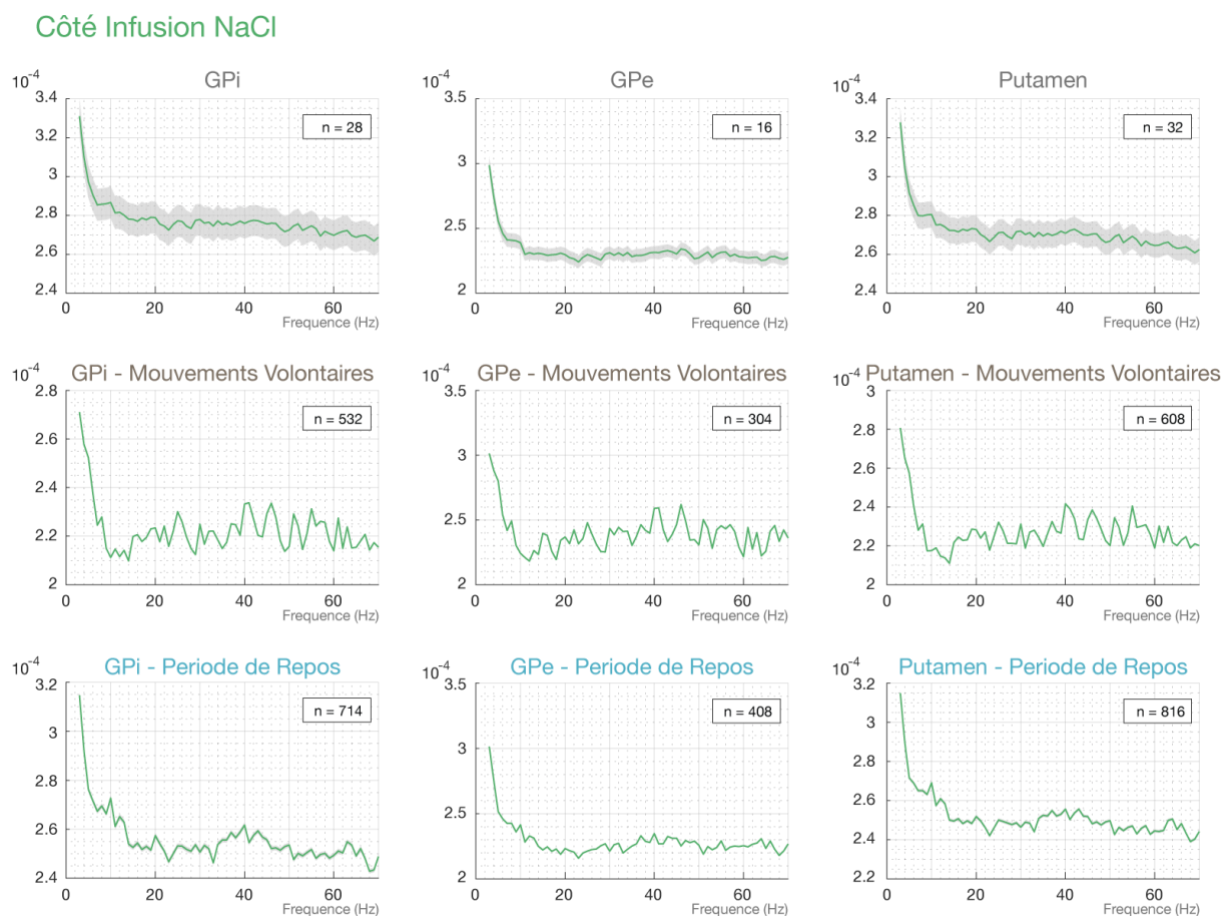 Côté Infusion NaCl
10⁻⁴ GPi
3.4
3.2
3
2.8
2.6
2.4
0 20 40 60
Frequence (Hz)
n = 28
10⁻⁴ GPe
3.5
3
2.5
2
0 20 40 60
Frequence (Hz)
n = 16
10⁻⁴ Putamen
3.4
3.2
3
2.8
2.6
2.4
0 20 40 60
Frequence (Hz)
n = 32
10⁻⁴ GPi - Mouvements Volontaires
2.8
2.6
2.4
2.2
2
0 20 40 60
Frequence (Hz)
n = 532
10⁻⁴ GPe - Mouvements Volontaires
3.5
3
2.5
2
0 20 40 60
Frequence (Hz)
n = 304
10⁻⁴ Putamen - Mouvements Volontaires
3
2.8
2.6
2.4
2.2
2
0 20 40 60
Frequence (Hz)
n = 608
10⁻⁴ GPi - Periode de Repos
3.2
3
2.8
2.6
2.4
0 20 40 60
Frequence (Hz)
n = 714
10⁻⁴ GPe - Periode de Repos
3.5
3
2.5
2
0 20 40 60
Frequence (Hz)
n = 408
10⁻⁴ Putamen - Periode de Repos
3.2
3
2.8
2.6
2.4
2.2
0 20 40 60
Frequence (Hz)
n = 816